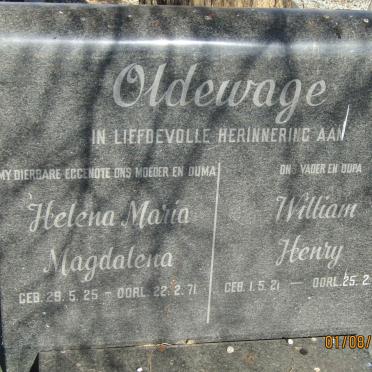 Oldewage
IN LIEFDEVOLLE HERINNERING AAN
MY DIERBARE EGGENOTE ONS MOEDER EN OUMA
Helena Maria
Magdalena
GEB. 29.5.25 - OORL. 22.2.71
ONS VADER EN OUPA
William
Henry
GEB. 1.5.21 - OORL. 25.2
01/08/